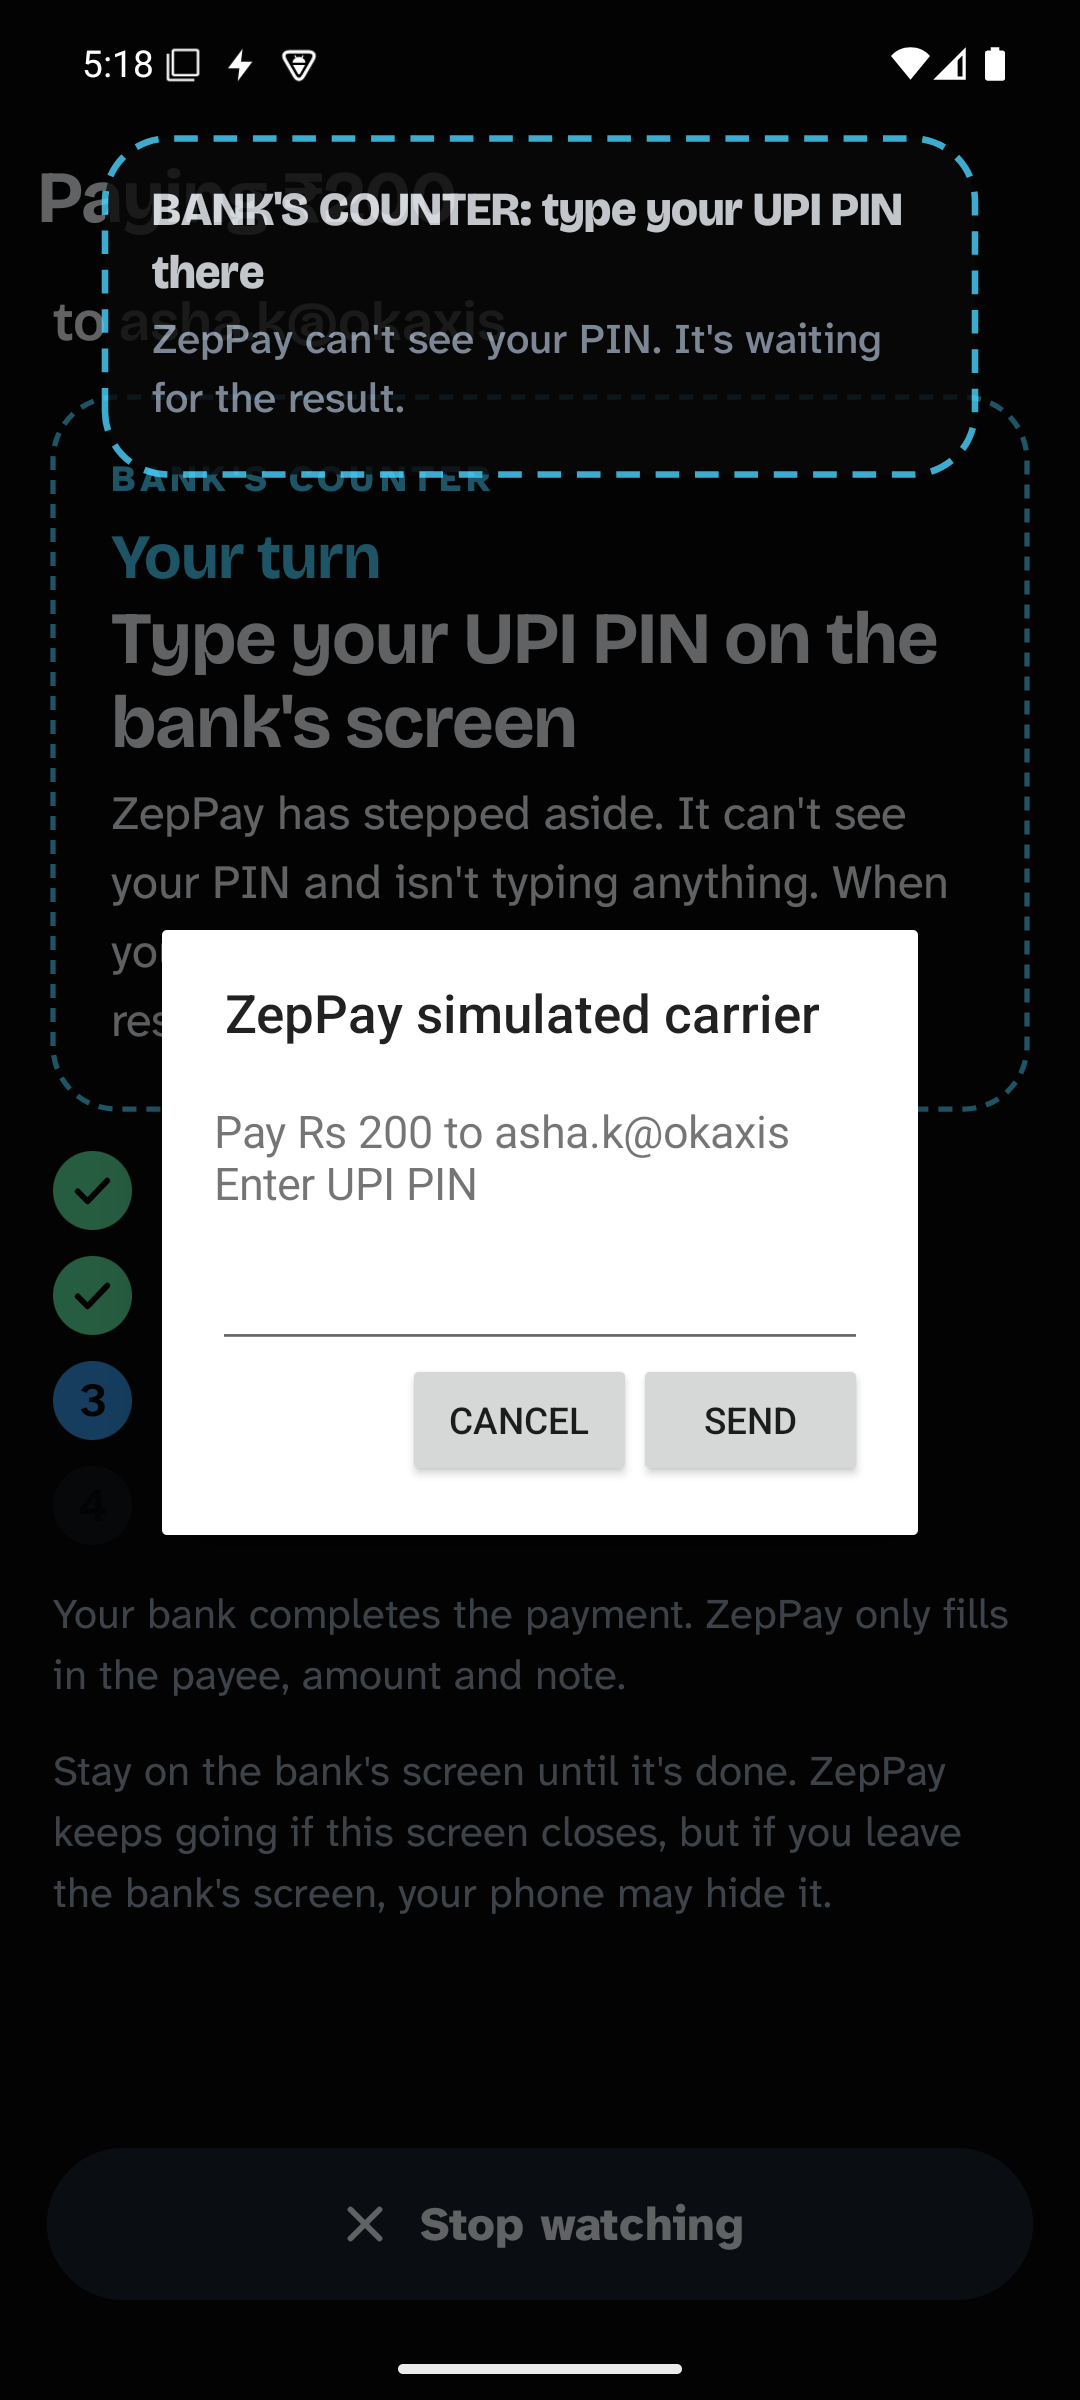 5:18
Paying ₹200
BANK'S COUNTER: type your UPI PIN
there
to asha.k@okaxis
ZepPay can't see your PIN. It's waiting
for the result.
BANK'S COUNTER
Your turn
Type your UPI PIN on the
bank's screen
ZepPay has stepped aside. It can't see
your PIN and isn't typing anything. When
ZepPay simulated carrier
Pay Rs 200 to asha.k@okaxis
Enter UPI PIN
CANCEL
SEND
3
4
Your bank completes the payment. ZepPay only fills
in the payee, amount and note.
Stay on the bank's screen until it's done. ZepPay
keeps going if this screen closes, but if you leave
the bank's screen, your phone may hide it.
Stop watching